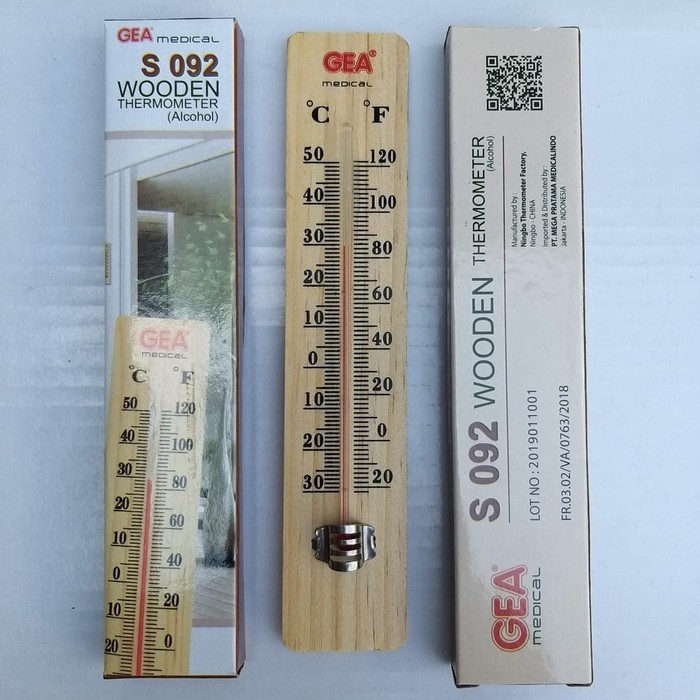 GEA medical
S 092
WOODEN
THERMOMETER
(Alcohol)
GEA
medical
°C °F
50 120
40 100
30 80
20
60
10
0 40
10 20
20 0
GEA®
medical
°C °F
50 120
40 100
30
80
20
60
10
40
0
20
10
0
20
20
30
S 092 WOODEN THERMOMETER
(Alcohol)
Manufactured by :
Ningbo Thermometer Factory,
Ningbo - CHINA
Imported & Distributed by :
PT. MEGA PRATAMA MEDICALINDO
Jakarta - INDONESIA
LOT NO : 2019011001
FR.03.02/VA/0763/2018
GEA®
medical